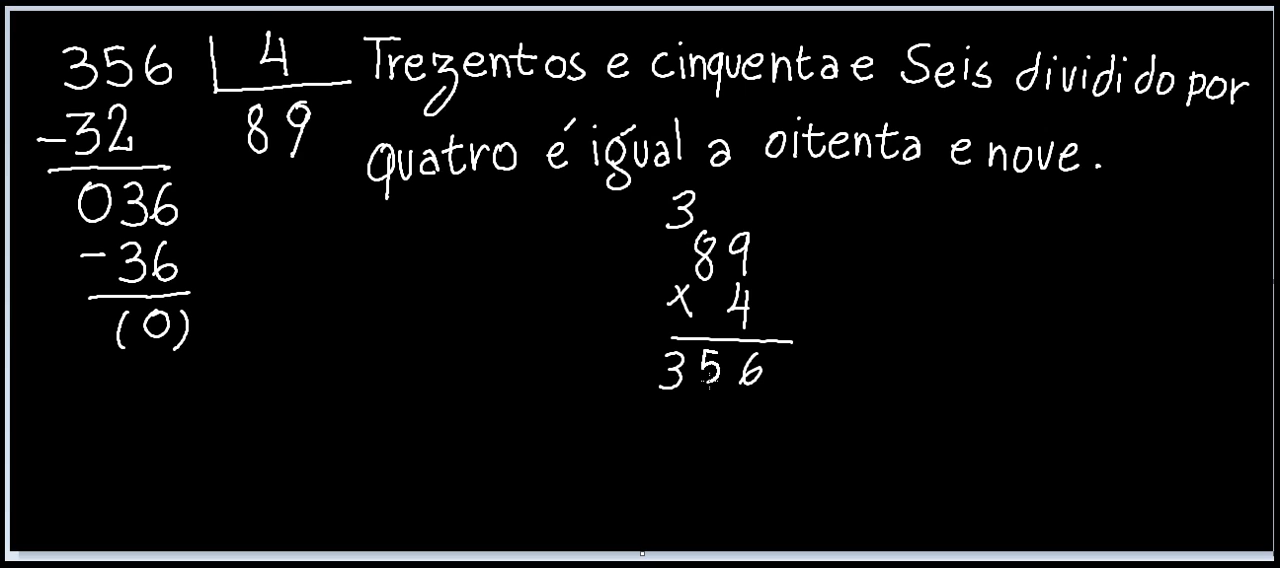 356 4 Trezentos e cinquenta e Seis dividido por
-32 89 quatro é igual a oitenta e nove.
036 3
-36 89
(0) x 4
356